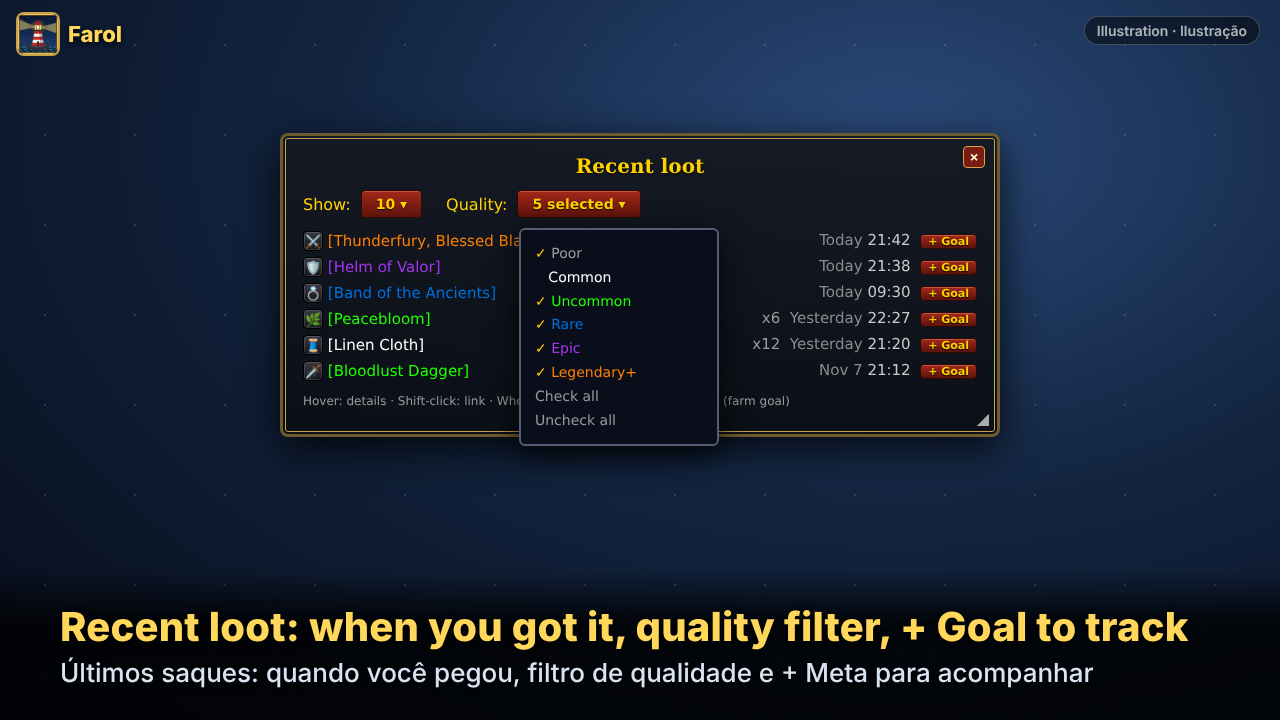 Farol
Illustration · Ilustração
Recent loot
×
Show: 10 ▾ Quality: 5 selected ▾
[Thunderfury, Blessed Today 21:42 + Goal
[Helm of Valor] Today 21:38 + Goal
[Band of the Ancients] Today 09:30 + Goal
[Peacebloom] x6 Yesterday 22:27 + Goal
[Linen Cloth] x12 Yesterday 21:20 + Goal
[Bloodlust Dagger] Nov 7 21:12 + Goal
✓ Poor
Common
✓ Uncommon
✓ Rare
✓ Epic
✓ Legendary+
Check all
Uncheck all
Hover: details · Shift-click: link · (farm goal)
Recent loot: when you got it, quality filter, + Goal to track
Últimos saques: quando você pegou, filtro de qualidade e + Meta para acompanhar